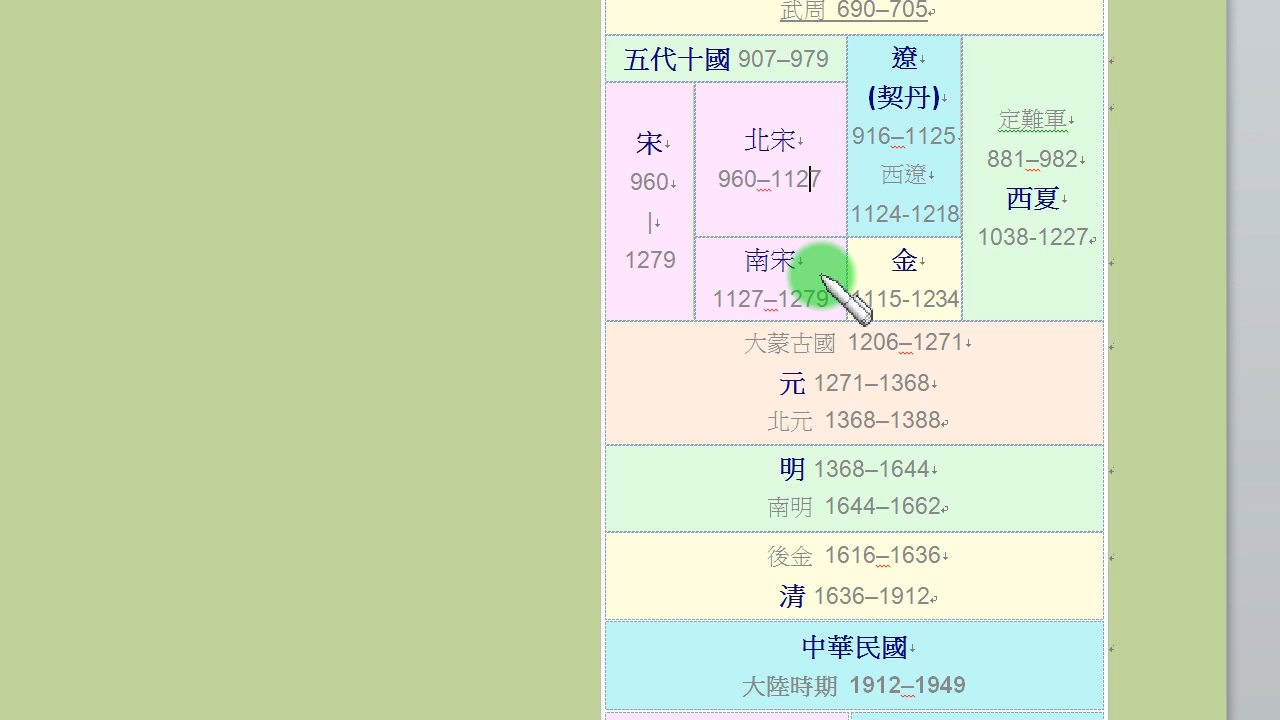 武周 690–705
五代十國 907–979
宋
960
|
1279
北宋
960–1127
南宋
1127–1279
遼
(契丹)
916–1125
西遼
1124-1218
金
1115-1234
定難軍
881–982
西夏
1038-1227
大蒙古國 1206–1271
元 1271–1368
北元 1368–1388
明 1368–1644
南明 1644–1662
後金 1616–1636
清 1636–1912
中華民國
大陸時期 1912–1949